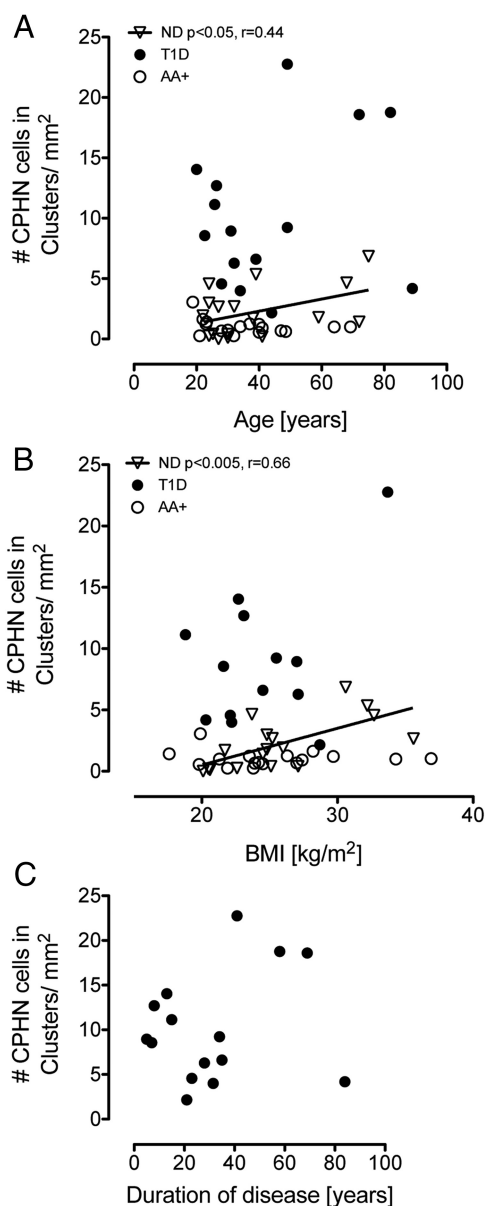 A
ND p<0.05, r=0.44
T1D
AA+
# CPHN cells in
Clusters/ mm²
25
20
15
10
5
0
0 20 40 60 80 100
Age [years]
B
ND p<0.005, r=0.66
T1D
AA+
# CPHN cells in
Clusters/ mm²
25
20
15
10
5
0
20 30 40
BMI [kg/m²]
C
# CPHN cells in
Clusters/ mm²
25
20
15
10
5
0
0 20 40 60 80 100
Duration of disease [years]